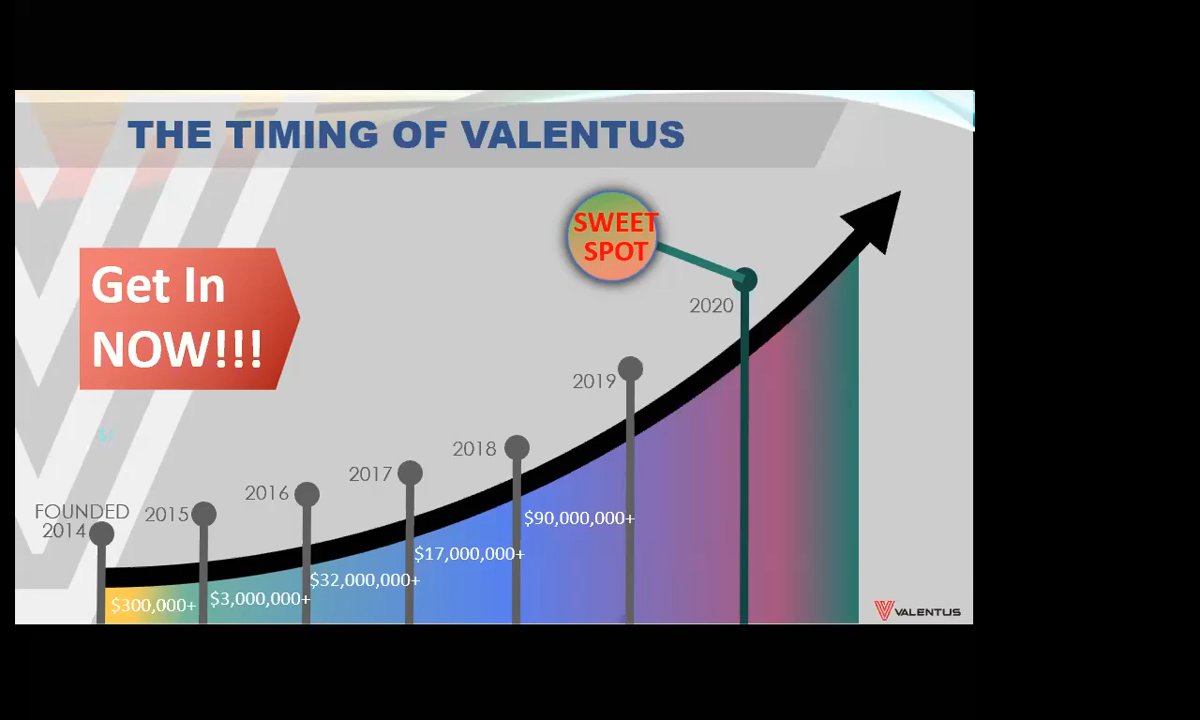 THE TIMING OF VALENTUS
SWEET
SPOT
Get In
NOW!!!
2020
2019
2018
2017
2016
2015
FOUNDED
2014
$1
$90,000,000+
$17,000,000+
$32,000,000+
$3,000,000+
$300,000+
VALENTUS